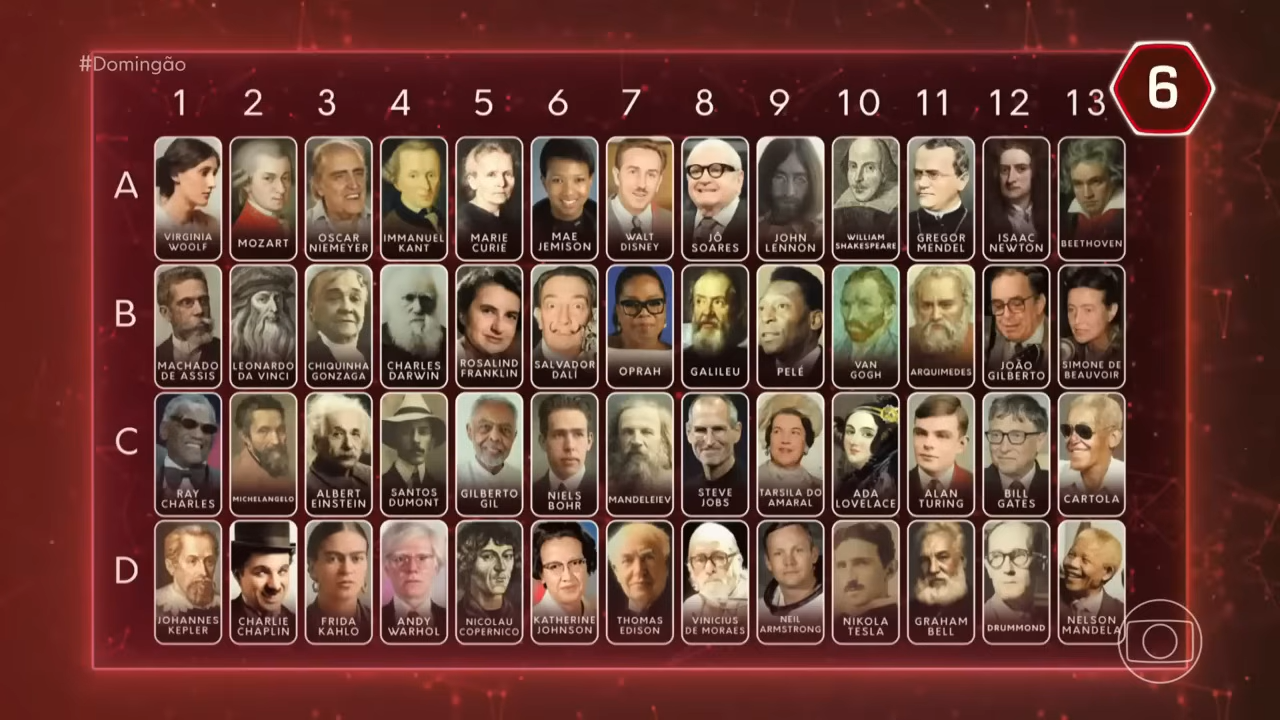 #Domingão
6
1 2 3 4 5 6 7 8 9 10 11 12 13
A
VIRGINIA
WOOLF
MOZART
OSCAR
NIEMEYER
IMMANUEL
KANT
MARIE
CURIE
MAE
JEMISON
WALT
DISNEY
JÔ
SOARES
JOHN
LENNON
WILLIAM
SHAKESPEARE
GREGOR
MENDEL
ISAAC
NEWTON
BEETHOVEN
B
MACHADO
DE ASSIS
LEONARDO
DA VINCI
CHIQUINHA
GONZAGA
CHARLES
DARWIN
ROSALIND
FRANKLIN
SALVADOR
DALÍ
OPRAH
GALILEU
PELÉ
VAN
GOGH
ARQUIMEDES
JOÃO
GILBERTO
SIMONE DE
BEAUVOIR
C
RAY
CHARLES
MICHELANGELO
ALBERT
EINSTEIN
SANTOS
DUMONT
GILBERTO
GIL
NIELS
BOHR
MANDELEIEV
STEVE
JOBS
TARSILA DO
AMARAL
ADA
LOVELACE
ALAN
TURING
BILL
GATES
CARTOLA
D
JOHANNES
KEPLER
CHARLIE
CHAPLIN
FRIDA
KAHLO
ANDY
WARHOL
NICOLAU
COPERNICO
KATHERINE
JOHNSON
THOMAS
EDISON
VINICIUS
DE MORAES
NEIL
ARMSTRONG
NIKOLA
TESLA
GRAHAM
BELL
DRUMMOND
NELSON
MANDELA